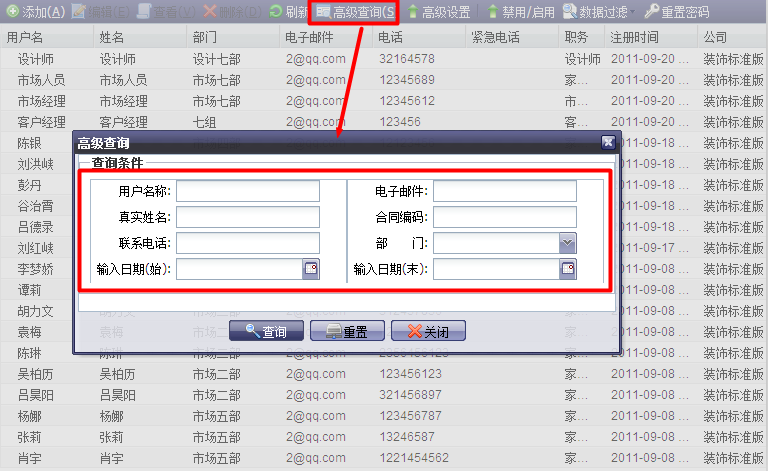 添加(A) 编辑(E) 查看(V) 删除(D) 刷新 高级查询(S 高级设置 禁用/启用 数据过滤 重置密码
用户名 姓名 部门 电子邮件 电话 紧急电话 职务 注册时间 公司
设计师 设计师 设计七部 2@qq.com 32164578 设计师 2011-09-20 ... 装饰标准版
市场人员 市场人员 市场七部 2@qq.com 12345689 家... 2011-09-20 ... 装饰标准版
市场经理 市场经理 市场七部 2@qq.com 12345612 市... 2011-09-20 ... 装饰标准版
客户经理 客户经理 七组 2@qq.com 123456 客... 2011-09-20 ... 装饰标准版
陈银 2011-09-18 ... 装饰标准版
刘洪峡 2011-09-18 ... 装饰标准版
彭丹 2011-09-18 ... 装饰标准版
谷治霄 2011-09-18 ... 装饰标准版
吕德录 2011-09-18 ... 装饰标准版
刘红峡 2011-09-17 ... 装饰标准版
李梦娇 2011-09-08 ... 装饰标准版
谭莉 2011-09-08 ... 装饰标准版
胡力文 2011-09-08 ... 装饰标准版
袁梅 2011-09-08 ... 装饰标准版
陈琳 陈琳 市场三部 2@qq.com 家... 2011-09-08 ... 装饰标准版
吴柏历 吴柏历 市场二部 2@qq.com 123456123 家... 2011-09-08 ... 装饰标准版
吕昊阳 吕昊阳 市场二部 2@qq.com 321456897 家... 2011-09-08 ... 装饰标准版
杨娜 杨娜 市场五部 2@qq.com 123456787 家... 2011-09-08 ... 装饰标准版
张莉 张莉 市场五部 2@qq.com 13246587 家... 2011-09-08 ... 装饰标准版
肖宇 肖宇 市场五部 2@qq.com 1221454562 家... 2011-09-08 ... 装饰标准版
高级查询
查询条件
用户名称: 电子邮件:
真实姓名: 合同编码:
联系电话: 部 门:
输入日期(始): 输入日期(末):
查询 重置 关闭